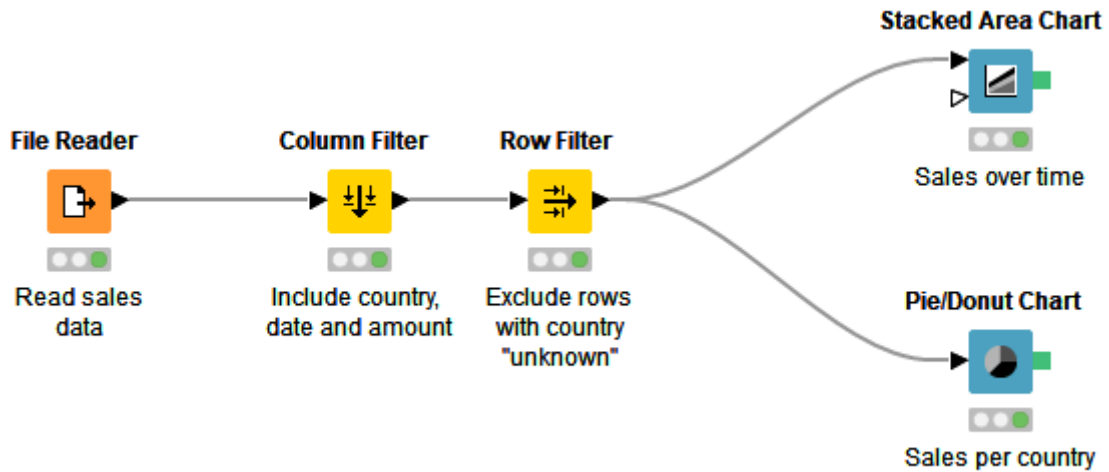 Stacked Area Chart
Sales over time
File Reader
Read sales
data
Column Filter
Include country,
date and amount
Row Filter
Exclude rows
with country
"unknown"
Pie/Donut Chart
Sales per country